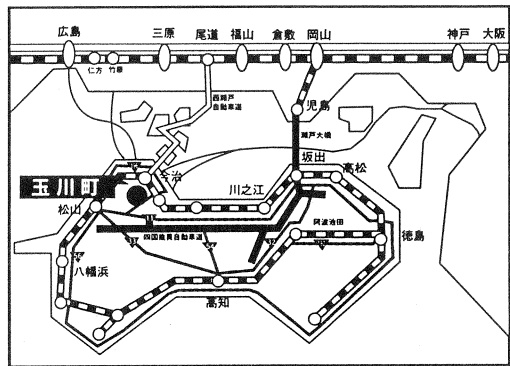 広島
三原
尾道
福山
倉敷
岡山
神戸
大阪
仁方
竹原
西瀬戸
自動車道
児島
瀬戸大橋
今治
坂出
高松
玉川町
川之江
松山
阿波池田
四国縦貫自動車道
徳島
八幡浜
高知